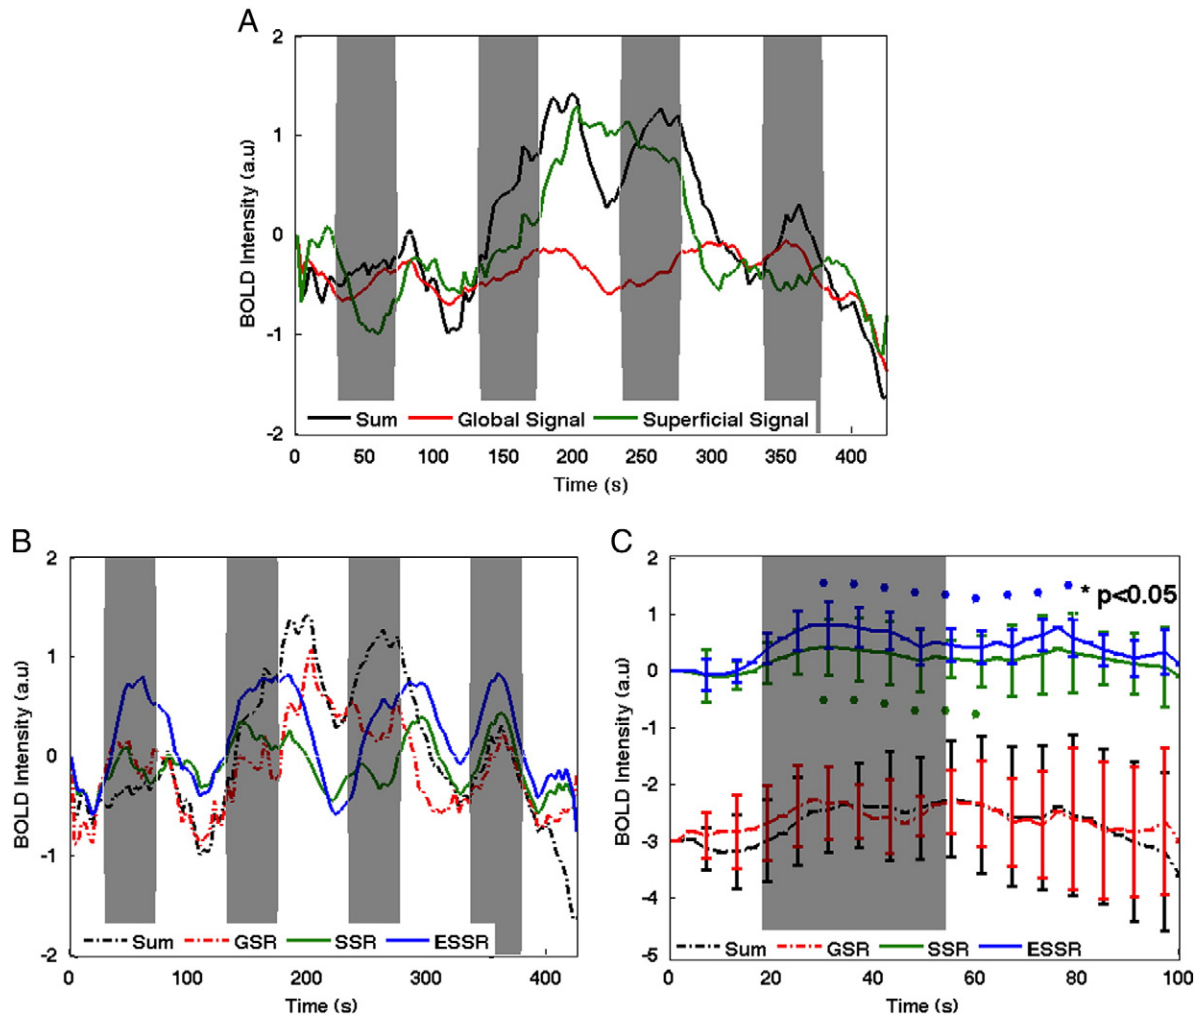 A
2
1
0
-1
-2
BOLD Intensity (a.u)
Sum Global Signal Superficial Signal
0 50 100 150 200 250 300 350 400
Time (s)
B
2
1
0
-1
-2
BOLD Intensity (a.u)
Sum GSR SSR ESSR
0 100 200 300 400
Time (s)
C
2
1
0
-1
-2
-3
-4
-5
BOLD Intensity (a.u)
* p<0.05
Sum GSR SSR ESSR
0 20 40 60 80 100
Time (s)